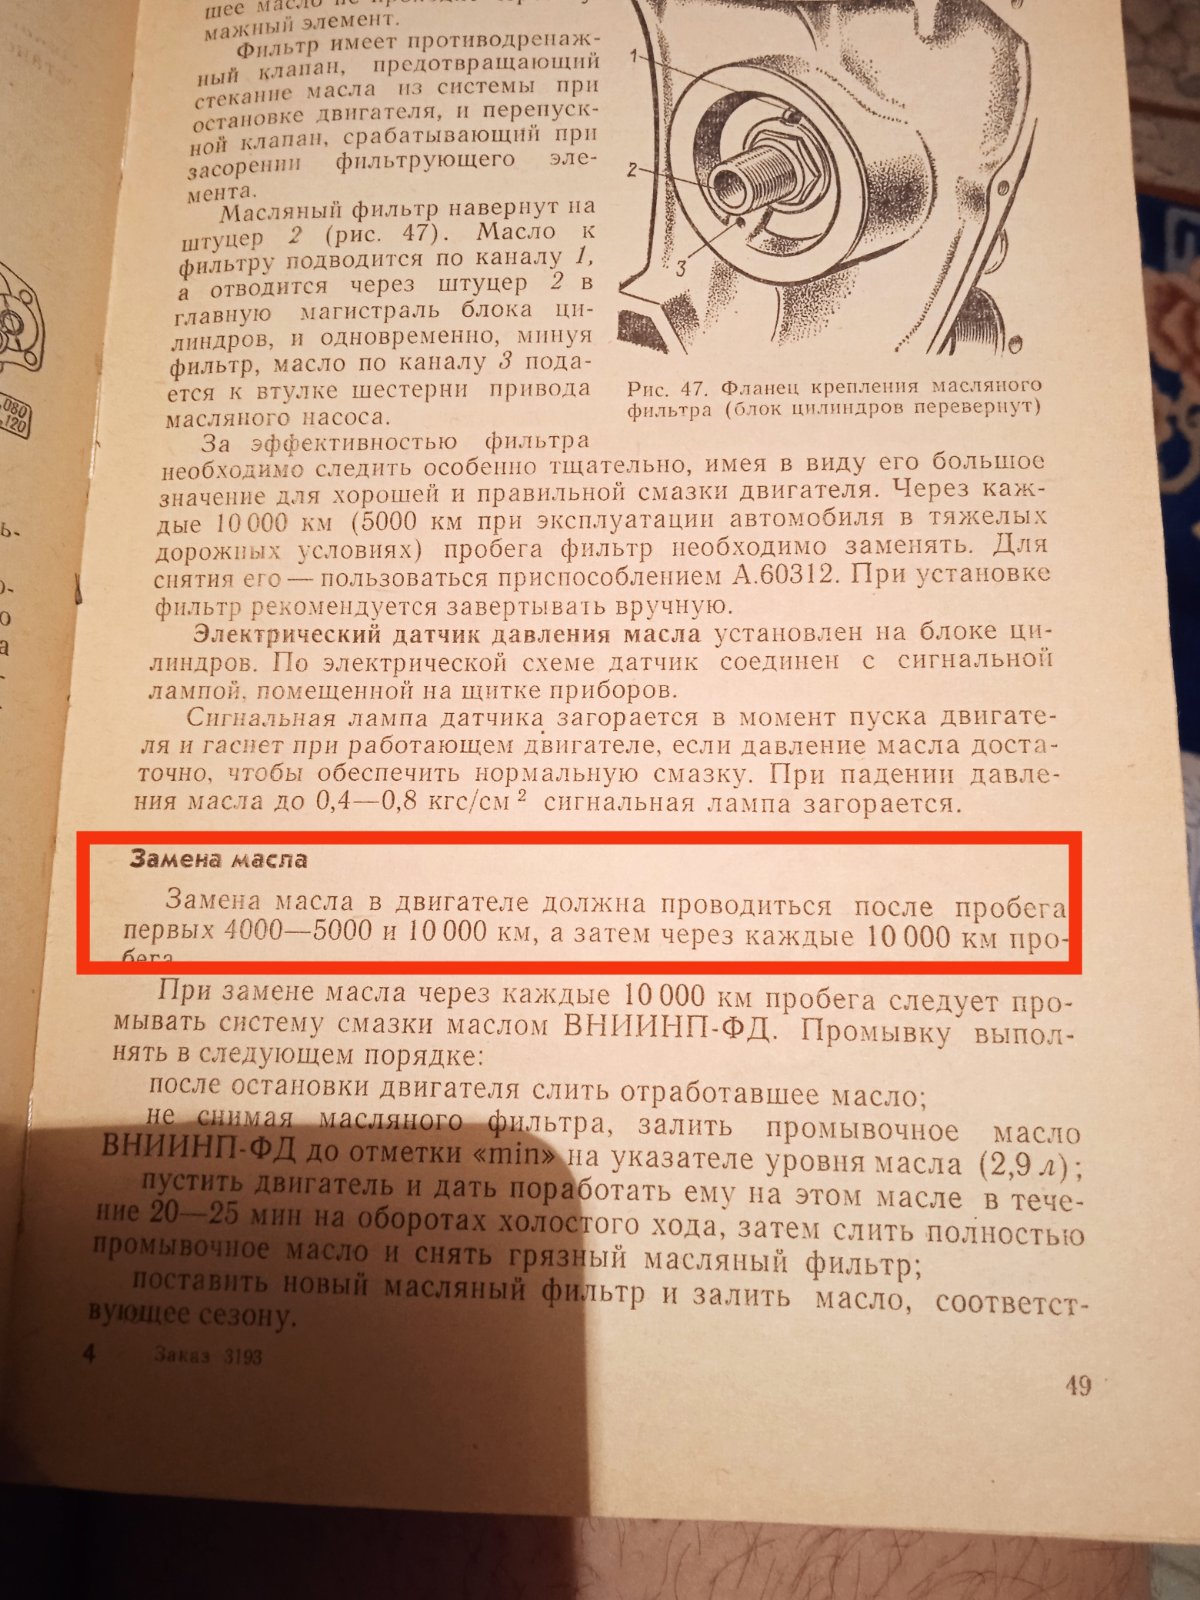 шее масло не
мажный элемент.
Фильтр имеет противодренаж-
ный клапан, предотвращающий
стекание масла из системы при
остановке двигателя, и перепуск-
ной клапан, срабатывающий при
засорении фильтрующего эле-
мента.
Масляный фильтр навернут на
штуцер 2 (рис. 47). Масло к
фильтру подводится по каналу 1,
а отводится через штуцер 2 в
главную магистраль блока ци-
линдров, и одновременно, минуя
фильтр, масло по каналу 3 пода-
ется к втулке шестерни привода
масляного насоса.
1
2
3
Рис. 47. Фланец крепления масляного
фильтра (блок цилиндров перевернут)
За эффективностью фильтра
необходимо следить особенно тщательно, имея в виду его большое
значение для хорошей и правильной смазки двигателя. Через каж-
дые 10 000 км (5000 км при эксплуатации автомобиля в тяжелых
дорожных условиях) пробега фильтр необходимо заменять. Для
снятия его — пользоваться приспособлением А.60312. При установке
фильтр рекомендуется завертывать вручную.
Электрический датчик давления масла установлен на блоке ци-
линдров. По электрической схеме датчик соединен с сигнальной
лампой, помещенной на щитке приборов.
Сигнальная лампа датчика загорается в момент пуска двигате-
ля и гаснет при работающем двигателе, если давление масла доста-
точно, чтобы обеспечить нормальную смазку. При падении давле-
ния масла до 0,4—0,8 кгс/см² сигнальная лампа загорается.
Замена масла
Замена масла в двигателе должна проводиться после пробега
первых 4000—5000 и 10 000 км, а затем через каждые 10 000 км про-
бега.
При замене масла через каждые 10 000 км пробега следует про-
мывать систему смазки маслом ВНИИНП-ФД. Промывку выпол-
нять в следующем порядке:
после остановки двигателя слить отработавшее масло;
не снимая масляного фильтра, залить промывочное масло
ВНИИНП-ФД до отметки «min» на указателе уровня масла (2,9 л);
пустить двигатель и дать поработать ему на этом масле в тече-
ние 20—25 мин на оборотах холостого хода, затем слить полностью
промывочное масло и снять грязный масляный фильтр;
поставить новый масляный фильтр и залить масло, соответст-
вующее сезону.
4 Заказ 3193
49
080
120